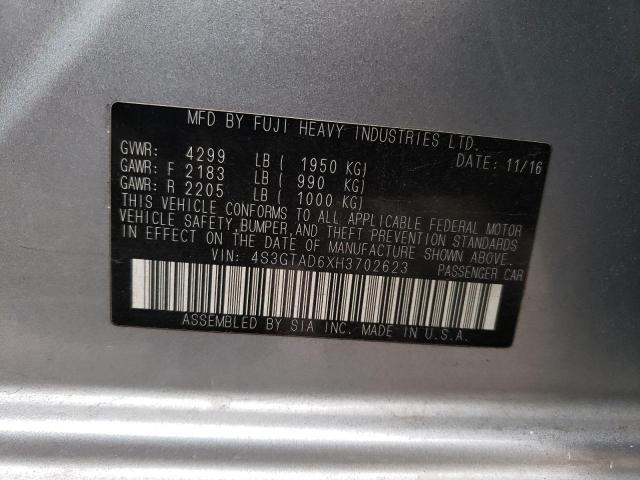 MFD BY FUJI HEAVY INDUSTRIES LTD.
GVWR: 4299 LB ( 1950 KG) DATE: 11/16
GAWR: F 2183 LB ( 990 KG)
GAWR: R 2205 LB ( 1000 KG)
THIS VEHICLE CONFORMS TO ALL APPLICABLE FEDERAL MOTOR
VEHICLE SAFETY, BUMPER, AND THEFT PREVENTION STANDARDS
IN EFFECT ON THE DATE OF MANUFACTURE SHOWN ABOVE.
VIN: 4S3GTAD6XH3702623 PASSENGER CAR
ASSEMBLED BY SIA INC. MADE IN U.S.A.